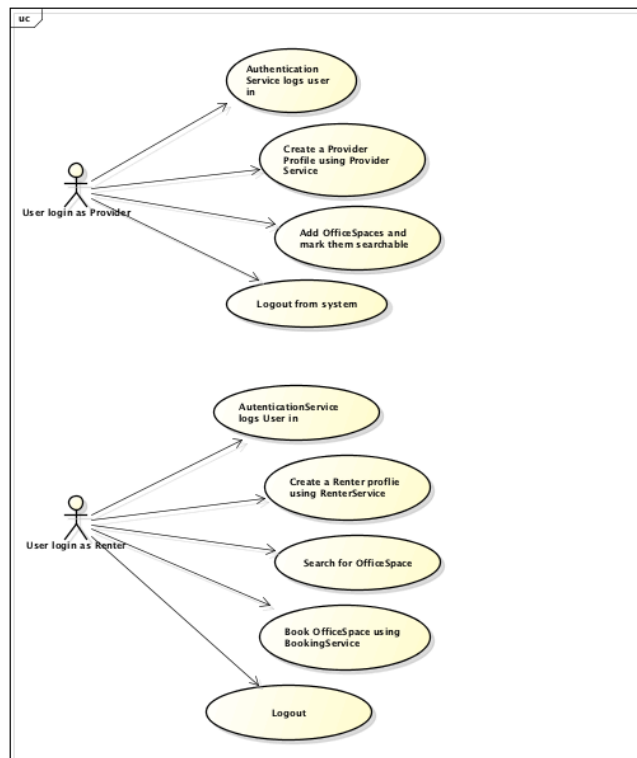 uc
Authentication
Service logs user
in
Create a Provider
Profile using Provider
Service
User login as Provider
Add OfficeSpaces and
mark them searchable
Logout from system
AutenticationService
logs User in
Create a Renter proflie
using RenterService
User login as Renter
Search for OfficeSpace
Book OfficeSpace using
BookingService
Logout